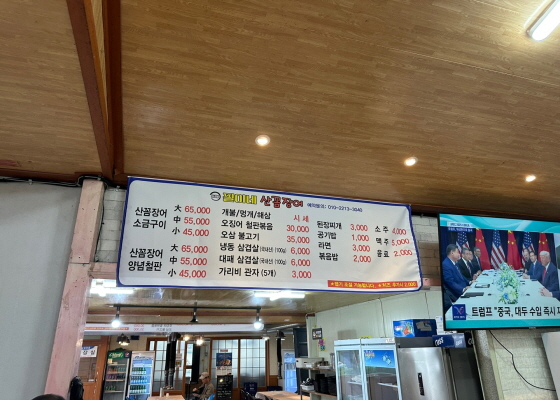 산꼼장어 예약문의: 010-0213-3845
산꼼장어
소금구이
大 65,000
中 55,000
小 45,000
산꼼장어
양념철판
大 65,000
中 55,000
小 45,000
개불/멍게/해삼 시세
오징어 철판볶음 30,000
오삼 불고기 35,000
냉동 삼겹살 (100g) 6,000
대패 삼겹살 (100g) 6,000
가리비 관자 (5개) 3,000
된장찌개 3,000
공기밥 1,000
라면 3,000
볶음밥 2,000
소주 4,000
맥주 5,000
음료 2,000
트럼프 "중국, 대두 수입 즉시